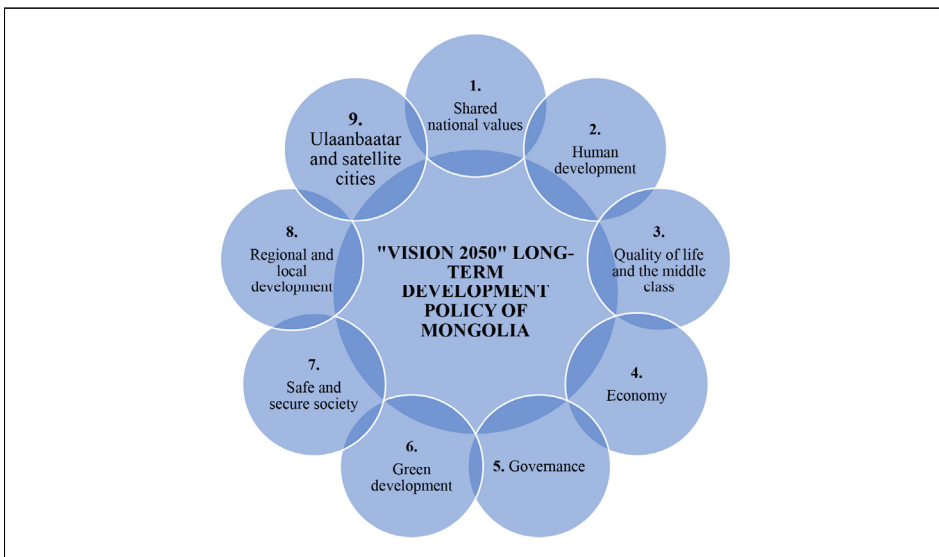 "VISION 2050" LONG-
TERM
DEVELOPMENT
POLICY OF
MONGOLIA
1.
Shared
national values
2.
Human
development
3.
Quality of life
and the middle
class
4.
Economy
5. Governance
6.
Green
development
7.
Safe and
secure society
8.
Regional and
local
development
9.
Ulaanbaatar
and satellite
cities